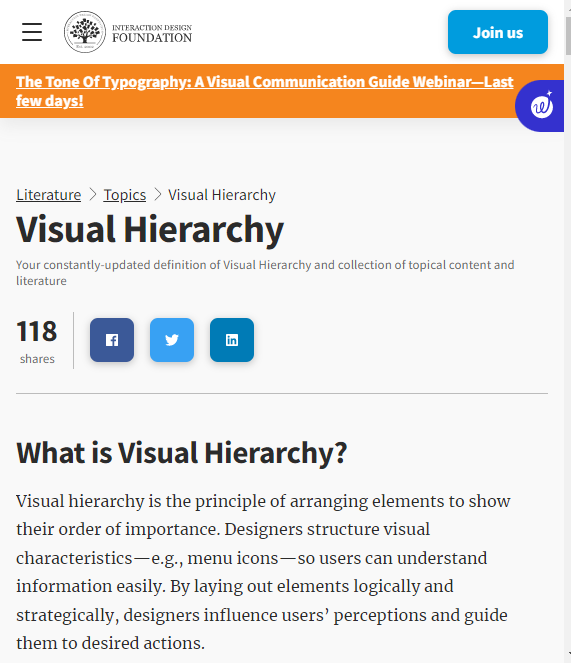 INTERACTION DESIGN
FOUNDATION
Join us
The Tone Of Typography: A Visual Communication Guide Webinar—Last
few days!
Literature > Topics > Visual Hierarchy
Visual Hierarchy
Your constantly-updated definition of Visual Hierarchy and collection of topical content and
literature
118
shares
What is Visual Hierarchy?
Visual hierarchy is the principle of arranging elements to show
their order of importance. Designers structure visual
characteristics—e.g., menu icons—so users can understand
information easily. By laying out elements logically and
strategically, designers influence users’ perceptions and guide
them to desired actions.